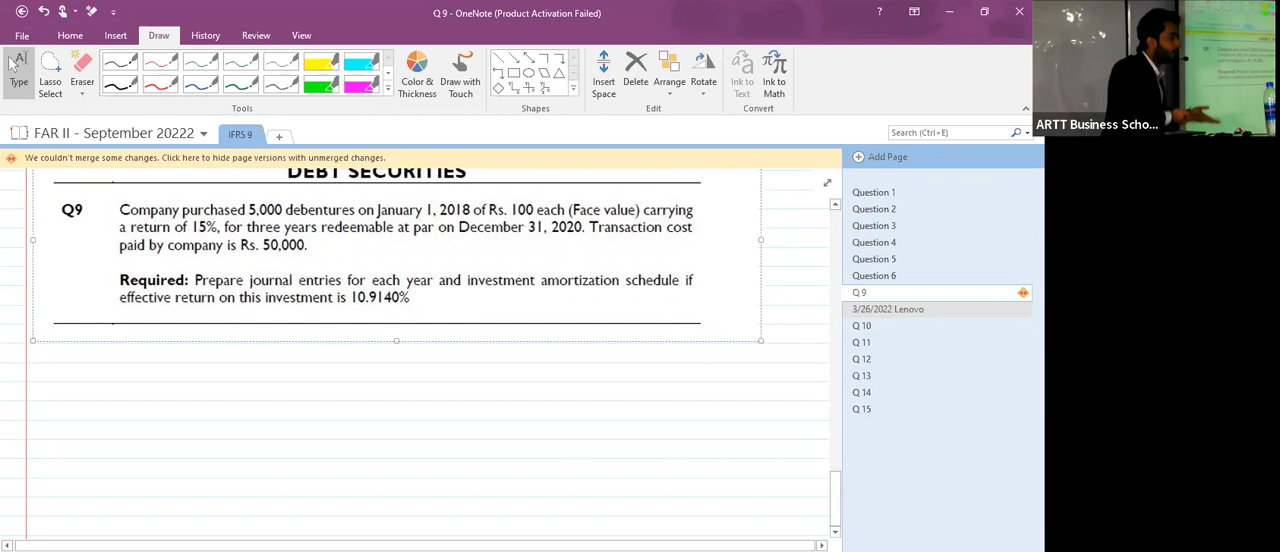 Q 9 - OneNote (Product Activation Failed)
File Home Insert Draw History Review View
Type
Lasso Select
Eraser
Color & Thickness
Draw with Touch
Insert Space
Delete
Arrange
Rotate
Ink to Text
Ink to Math
Tools Shapes Edit Convert
ARTT Business Scho...
FAR II - September 20222 IFRS 9
Search (Ctrl+E)
We couldn't merge some changes. Click here to hide page versions with unmerged changes.
DEBT SECURITIES
Q9 Company purchased 5,000 debentures on January 1, 2018 of Rs. 100 each (Face value) carrying
a return of 15%, for three years redeemable at par on December 31, 2020. Transaction cost
paid by company is Rs. 50,000.
Required: Prepare journal entries for each year and investment amortization schedule if
effective return on this investment is 10.9140%
Add Page
Question 1
Question 2
Question 3
Question 4
Question 5
Question 6
Q 9
3/26/2022 Lenovo
Q 10
Q 11
Q 12
Q 13
Q 14
Q 15